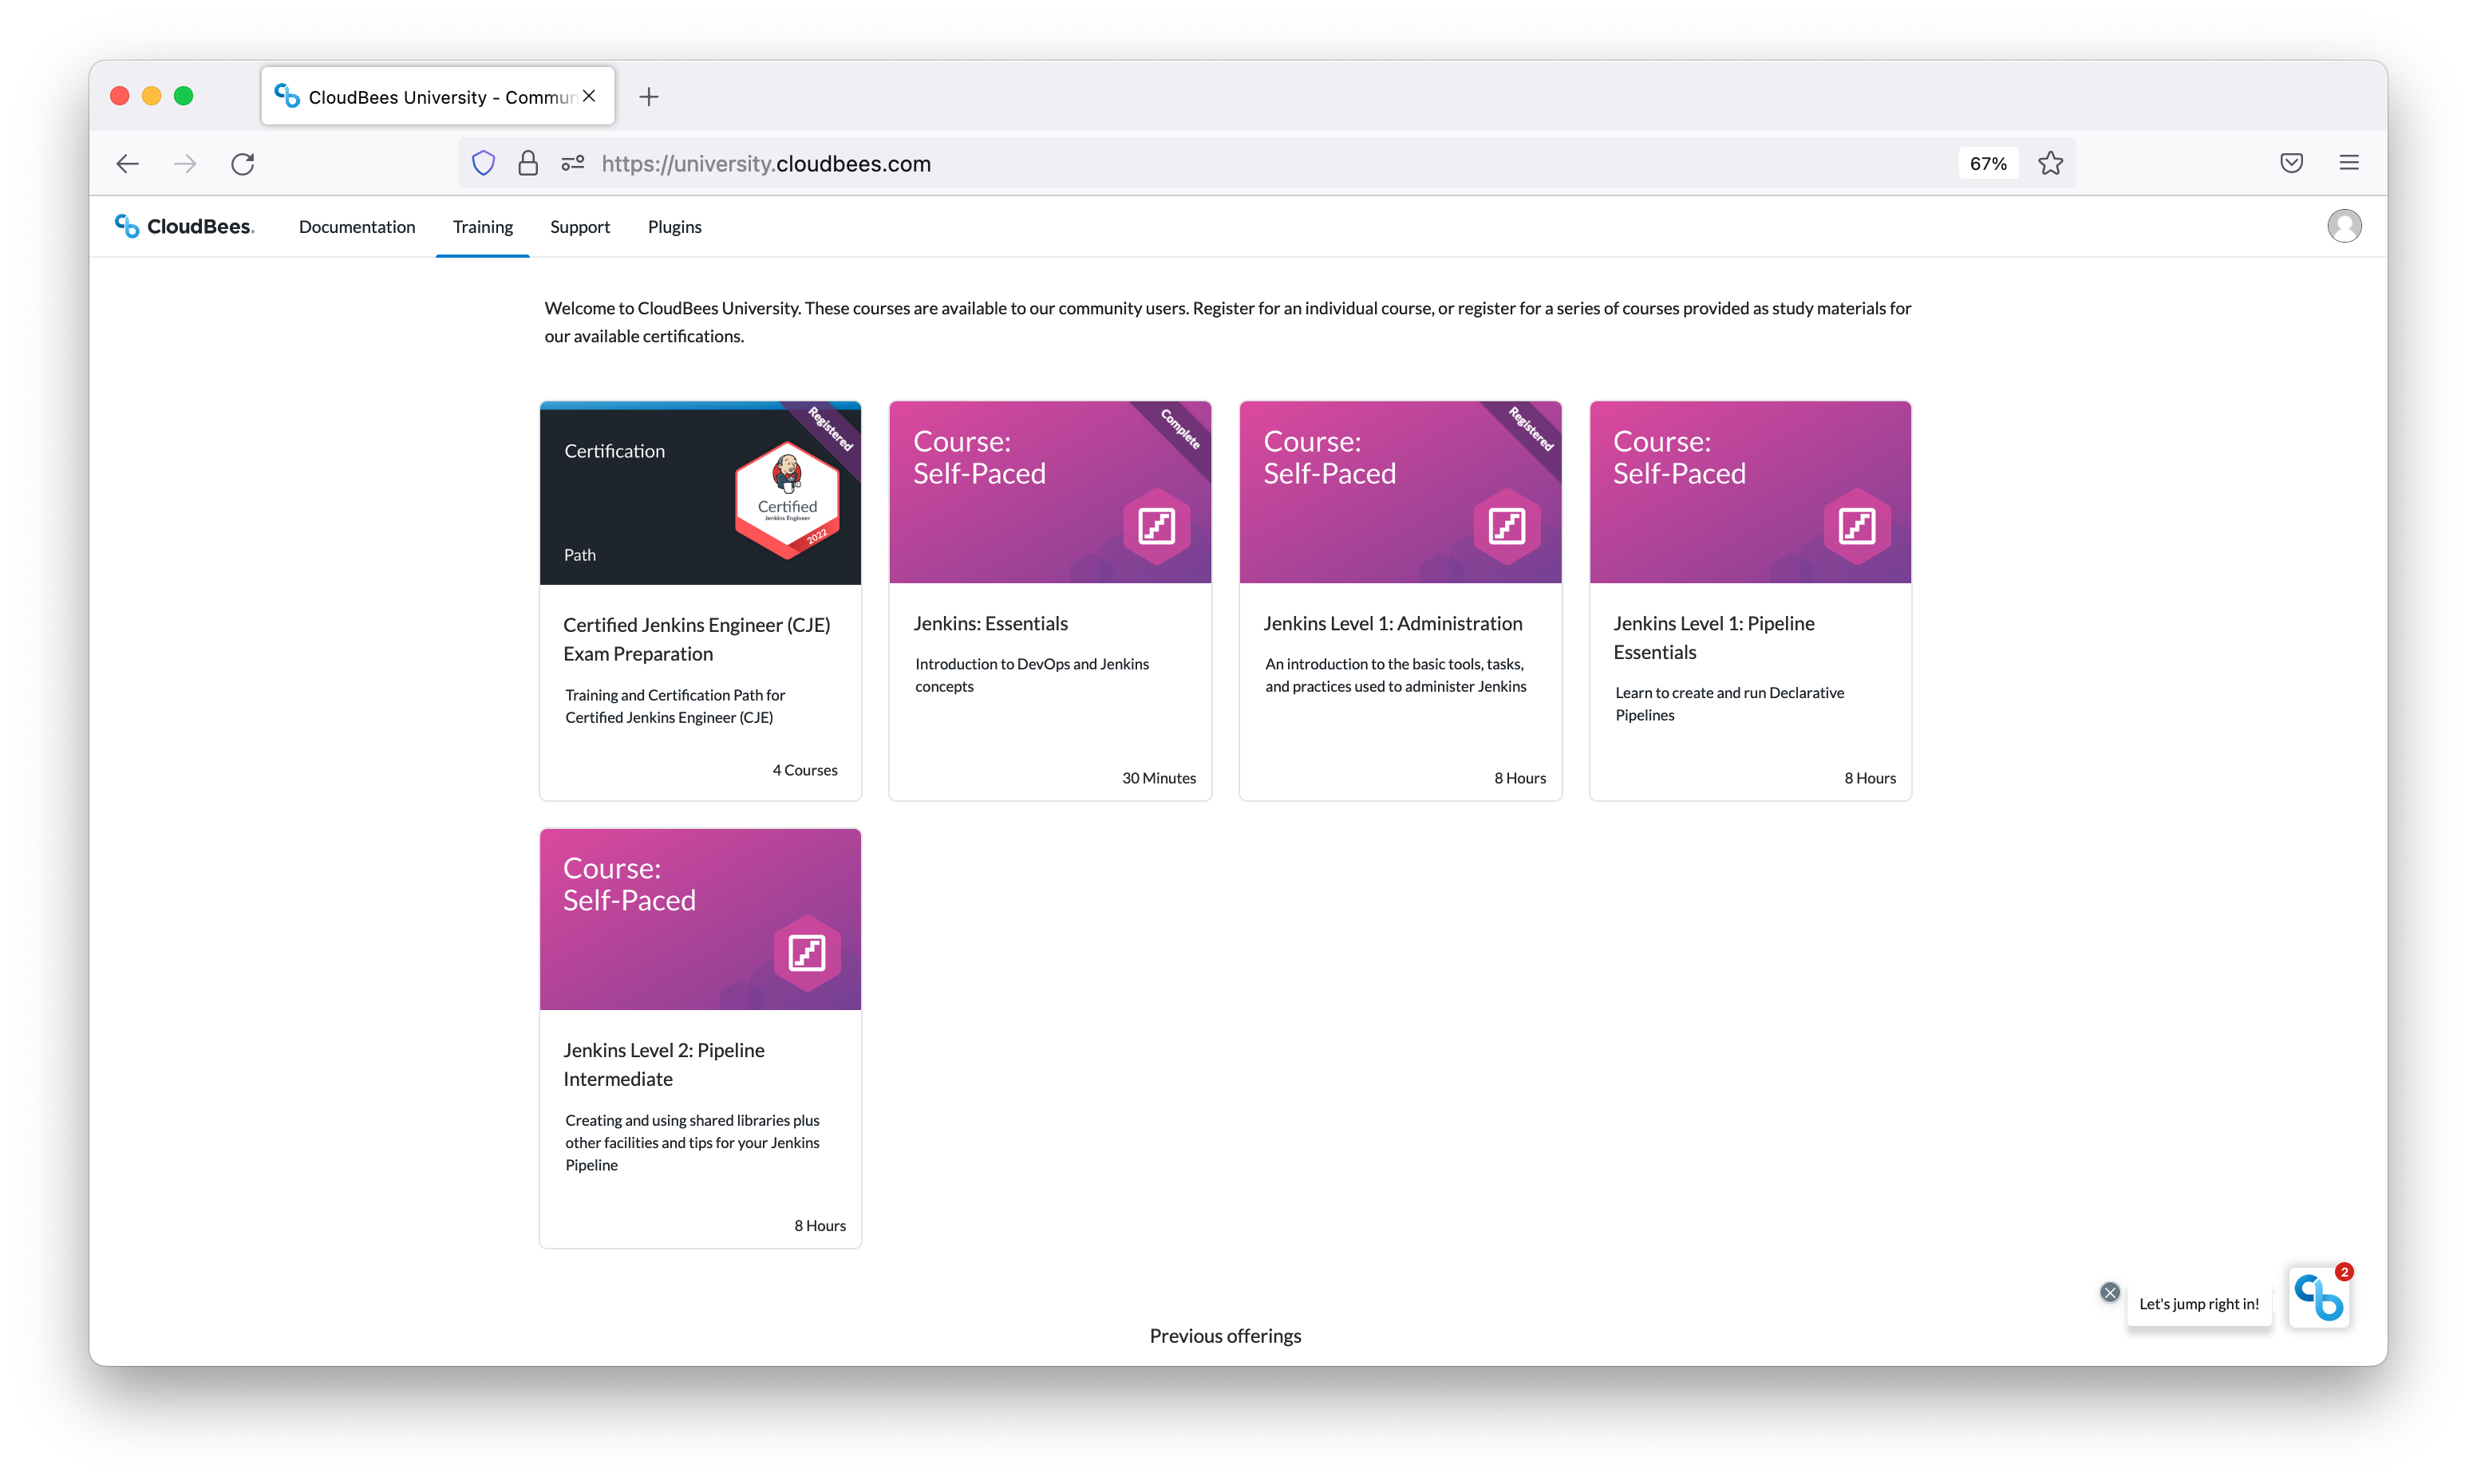 CloudBees University - Commun
https://university.cloudbees.com
67%
CloudBees.
Documentation
Training
Support
Plugins
Welcome to CloudBees University. These courses are available to our community users. Register for an individual course, or register for a series of courses provided as study materials for
our available certifications.
Certification
Registered
Certified
Jenkins Engineer
2022
Path
Certified Jenkins Engineer (CJE)
Exam Preparation
Training and Certification Path for
Certified Jenkins Engineer (CJE)
4 Courses
Course:
Self-Paced
Complete
Jenkins: Essentials
Introduction to DevOps and Jenkins
concepts
30 Minutes
Course:
Self-Paced
Registered
Jenkins Level 1: Administration
An introduction to the basic tools, tasks,
and practices used to administer Jenkins
8 Hours
Course:
Self-Paced
Jenkins Level 1: Pipeline
Essentials
Learn to create and run Declarative
Pipelines
8 Hours
Course:
Self-Paced
Jenkins Level 2: Pipeline
Intermediate
Creating and using shared libraries plus
other facilities and tips for your Jenkins
Pipeline
8 Hours
Let's jump right in!
2
Previous offerings